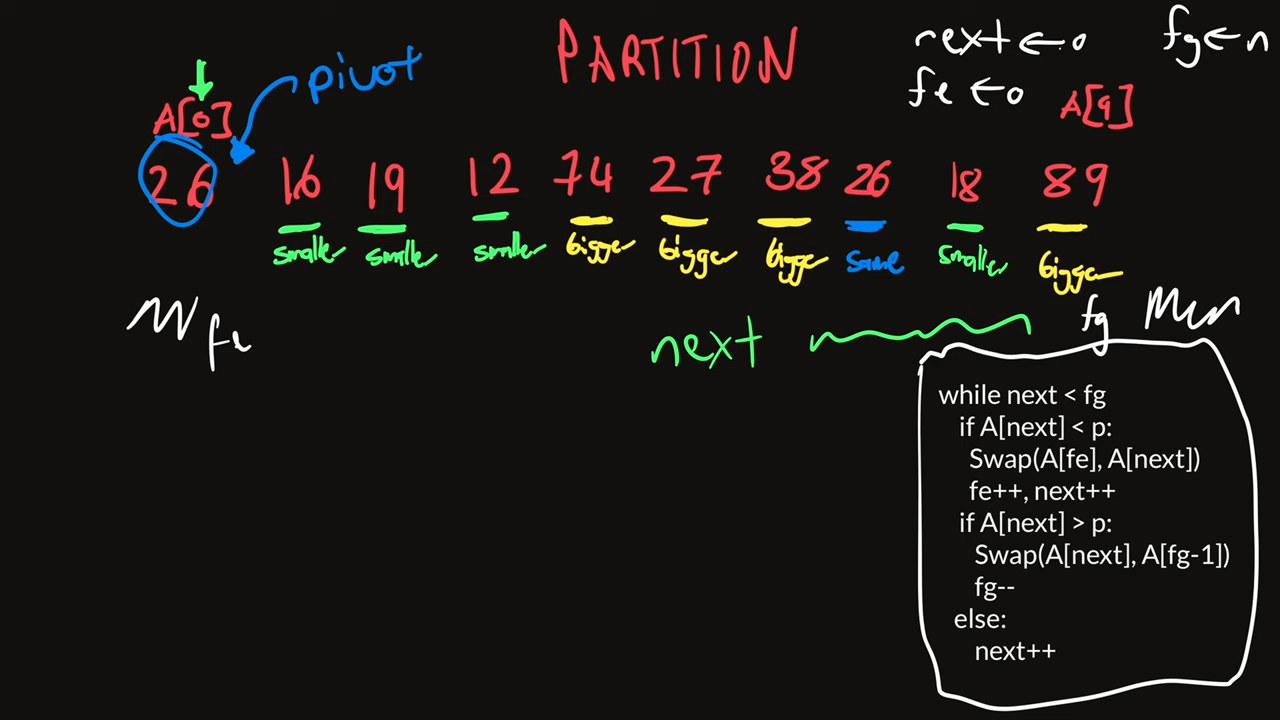 PARTITION
next ← 0 fg ← n
fe ← 0
pivot
A[0] A[9]
26 16 19 12 74 27 38 26 18 89
smaller smaller smaller bigger bigger bigger same smaller bigger
fe next fg
while next < fg
if A[next] < p:
Swap(A[fe], A[next])
fe++, next++
if A[next] > p:
Swap(A[next], A[fg-1])
fg--
else:
next++